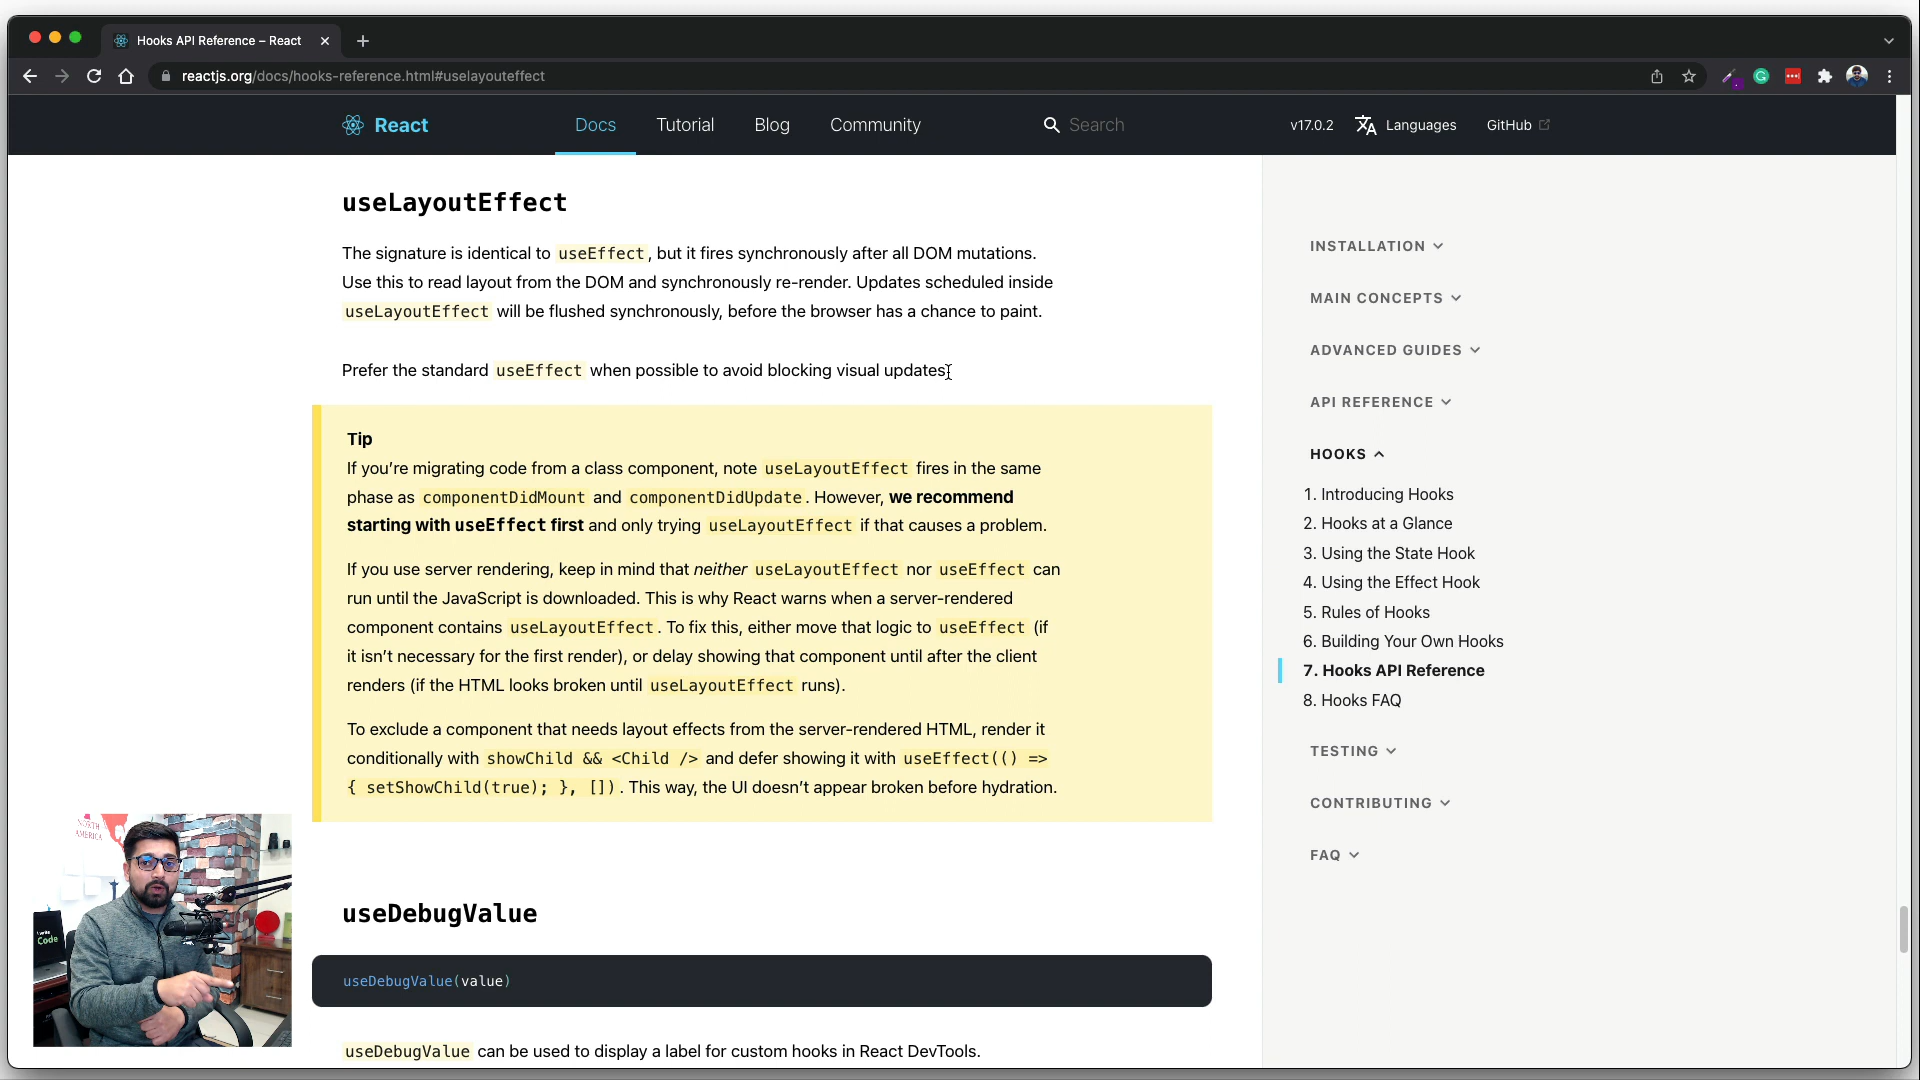 Hooks API Reference – React
reactjs.org/docs/hooks-reference.html#uselayouteffect
React
Docs
Tutorial
Blog
Community
Search
v17.0.2
Languages
GitHub
useLayoutEffect
The signature is identical to useEffect, but it fires synchronously after all DOM mutations.
Use this to read layout from the DOM and synchronously re-render. Updates scheduled inside
useLayoutEffect will be flushed synchronously, before the browser has a chance to paint.
Prefer the standard useEffect when possible to avoid blocking visual updates.
Tip
If you’re migrating code from a class component, note useLayoutEffect fires in the same
phase as componentDidMount and componentDidUpdate. However, we recommend
starting with useEffect first and only trying useLayoutEffect if that causes a problem.
If you use server rendering, keep in mind that neither useLayoutEffect nor useEffect can
run until the JavaScript is downloaded. This is why React warns when a server-rendered
component contains useLayoutEffect. To fix this, either move that logic to useEffect (if
it isn’t necessary for the first render), or delay showing that component until after the client
renders (if the HTML looks broken until useLayoutEffect runs).
To exclude a component that needs layout effects from the server-rendered HTML, render it
conditionally with showChild && <Child /> and defer showing it with useEffect(() =>
{ setShowChild(true); }, []). This way, the UI doesn’t appear broken before hydration.
useDebugValue
useDebugValue(value)
useDebugValue can be used to display a label for custom hooks in React DevTools.
INSTALLATION
MAIN CONCEPTS
ADVANCED GUIDES
API REFERENCE
HOOKS
1. Introducing Hooks
2. Hooks at a Glance
3. Using the State Hook
4. Using the Effect Hook
5. Rules of Hooks
6. Building Your Own Hooks
7. Hooks API Reference
8. Hooks FAQ
TESTING
CONTRIBUTING
FAQ
NORTH
AMERICA
I write
Code